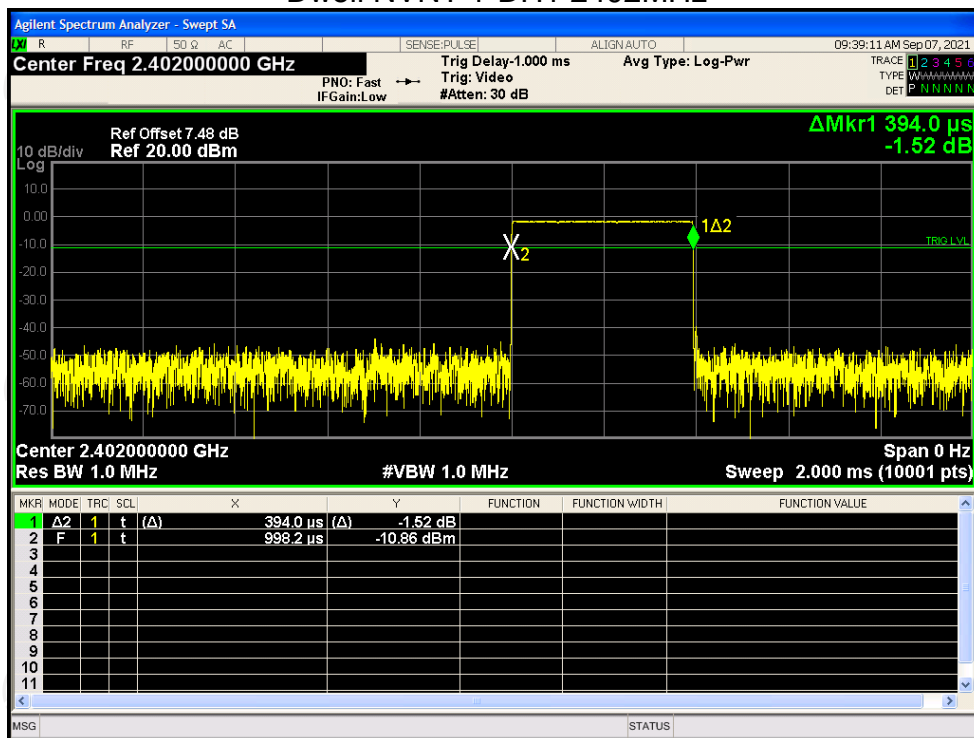 Agilent Spectrum Analyzer - Swept SA
LXI R RF 50 Ω AC SENSE:PULSE ALIGNAUTO 09:39:11 AM Sep 07, 2021
Center Freq 2.402000000 GHz
PNO: Fast
IFGain:Low
Trig Delay-1.000 ms
Trig: Video
#Atten: 30 dB
Avg Type: Log-Pwr
TRACE 1 2 3 4 5 6
TYPE W
DET P N N N N N
ΔMkr1 394.0 µs
-1.52 dB
Ref Offset 7.48 dB
10 dB/div Ref 20.00 dBm
Log
10.0
0.00
-10.0
-20.0
-30.0
-40.0
-50.0
-60.0
-70.0
1Δ2
2
TRIG LVL
Center 2.402000000 GHz Span 0 Hz
Res BW 1.0 MHz #VBW 1.0 MHz Sweep 2.000 ms (10001 pts)
MKR MODE TRC SCL X Y FUNCTION FUNCTION WIDTH FUNCTION VALUE
1 Δ2 1 t (Δ) 394.0 µs (Δ) -1.52 dB
2 F 1 t 998.2 µs -10.86 dBm
3
4
5
6
7
8
9
10
11
MSG STATUS